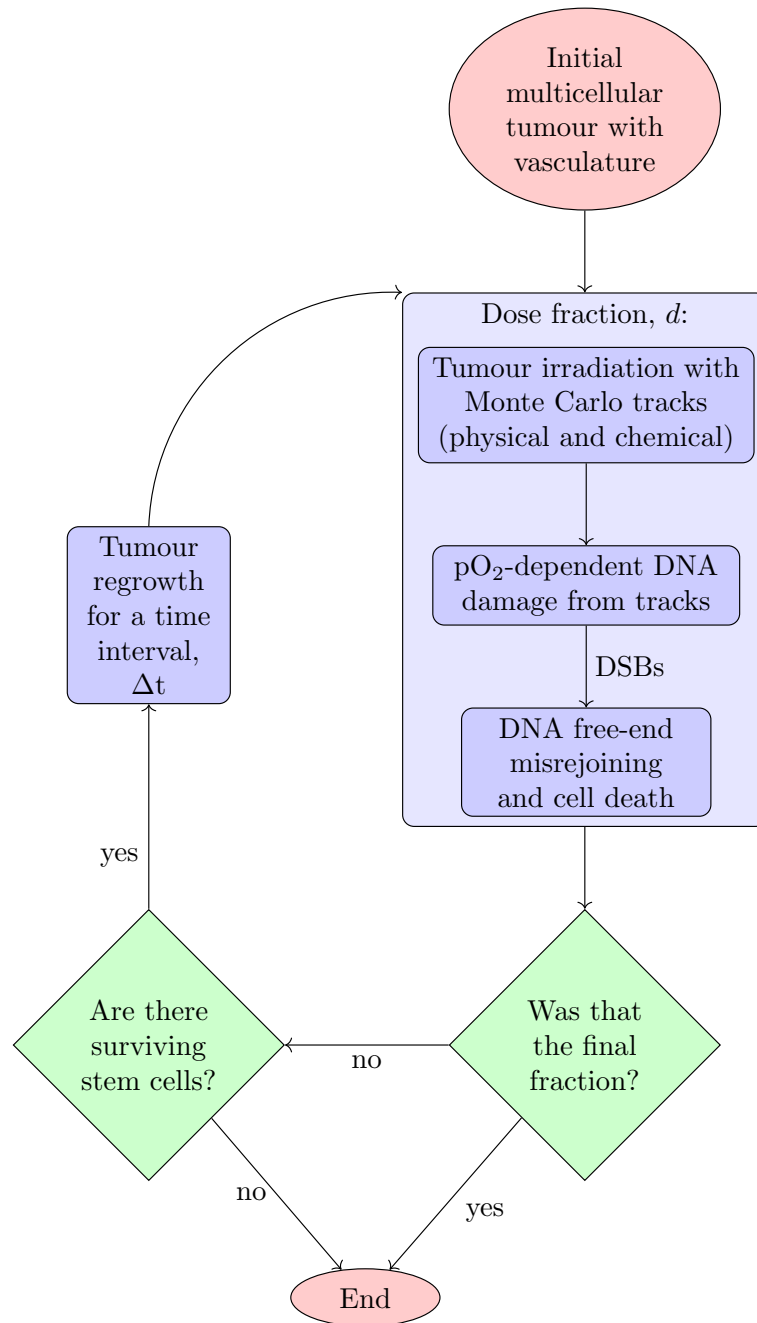 Initial
multicellular
tumour with
vasculature
Dose fraction, d:
Tumour irradiation with
Monte Carlo tracks
(physical and chemical)
pO₂-dependent DNA
damage from tracks
DSBs
DNA free-end
misrejoining
and cell death
Tumour
regrowth
for a time
interval,
Δt
yes
Are there
surviving
stem cells?
no
Was that
the final
fraction?
no
yes
End